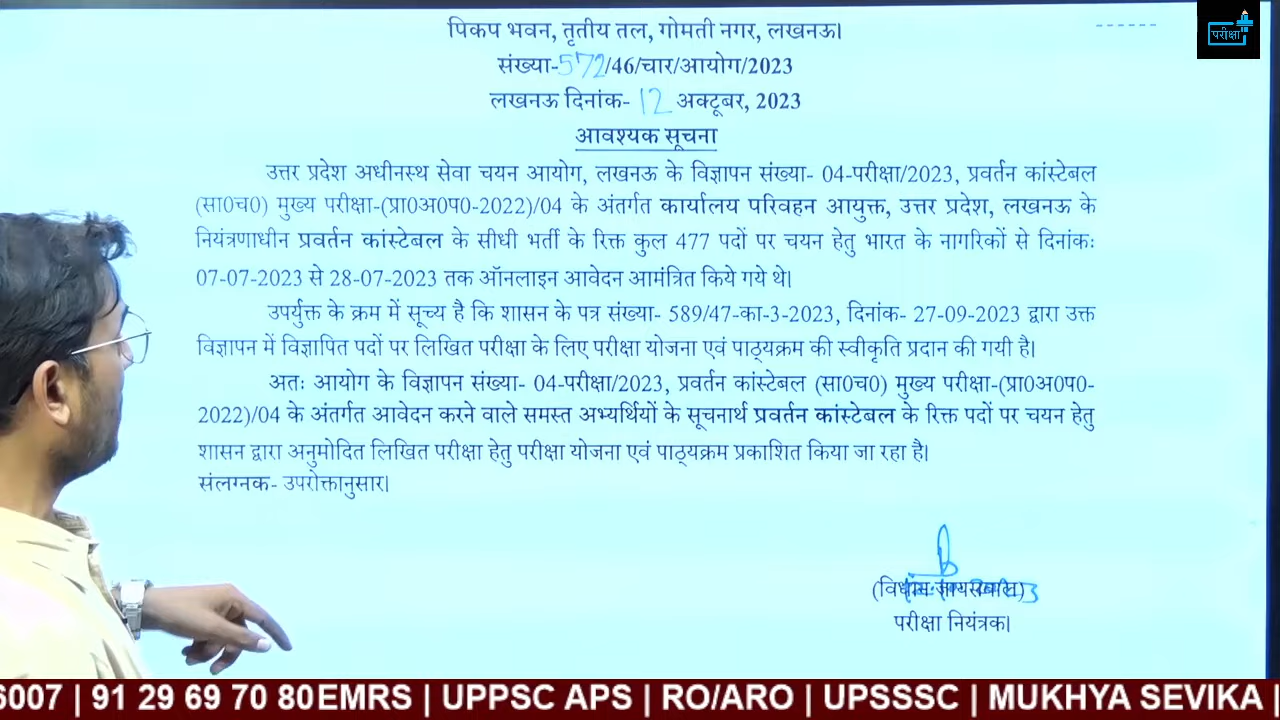 पिकप भवन, तृतीय तल, गोमती नगर, लखनऊ।
परीक्षा
संख्या-572/46/चार/आयोग/2023
लखनऊ दिनांक- 12 अक्टूबर, 2023
आवश्यक सूचना
उत्तर प्रदेश अधीनस्थ सेवा चयन आयोग, लखनऊ के विज्ञापन संख्या- 04-परीक्षा/2023, प्रवर्तन कांस्टेबल
(सा0च0) मुख्य परीक्षा-(प्रा0अ0प0-2022)/04 के अंतर्गत कार्यालय परिवहन आयुक्त, उत्तर प्रदेश, लखनऊ के
नियंत्रणाधीन प्रवर्तन कांस्टेबल के सीधी भर्ती के रिक्त कुल 477 पदों पर चयन हेतु भारत के नागरिकों से दिनांकः
07-07-2023 से 28-07-2023 तक ऑनलाइन आवेदन आमंत्रित किये गये थे।
उपर्युक्त के क्रम में सूच्य है कि शासन के पत्र संख्या- 589/47-का-3-2023, दिनांक- 27-09-2023 द्वारा उक्त
विज्ञापन में विज्ञापित पदों पर लिखित परीक्षा के लिए परीक्षा योजना एवं पाठ्यक्रम की स्वीकृति प्रदान की गयी है।
अतः आयोग के विज्ञापन संख्या- 04-परीक्षा/2023, प्रवर्तन कांस्टेबल (सा0च0) मुख्य परीक्षा-(प्रा0अ0प0-
2022)/04 के अंतर्गत आवेदन करने वाले समस्त अभ्यर्थियों के सूचनार्थ प्रवर्तन कांस्टेबल के रिक्त पदों पर चयन हेतु
शासन द्वारा अनुमोदित लिखित परीक्षा हेतु परीक्षा योजना एवं पाठ्यक्रम प्रकाशित किया जा रहा है।
संलग्नक- उपरोक्तानुसार।
परीक्षा नियंत्रक।
6007 | 91 29 69 70 80EMRS | UPPSC APS | RO/ARO | UPSSSC | MUKHYA SEVIKA |